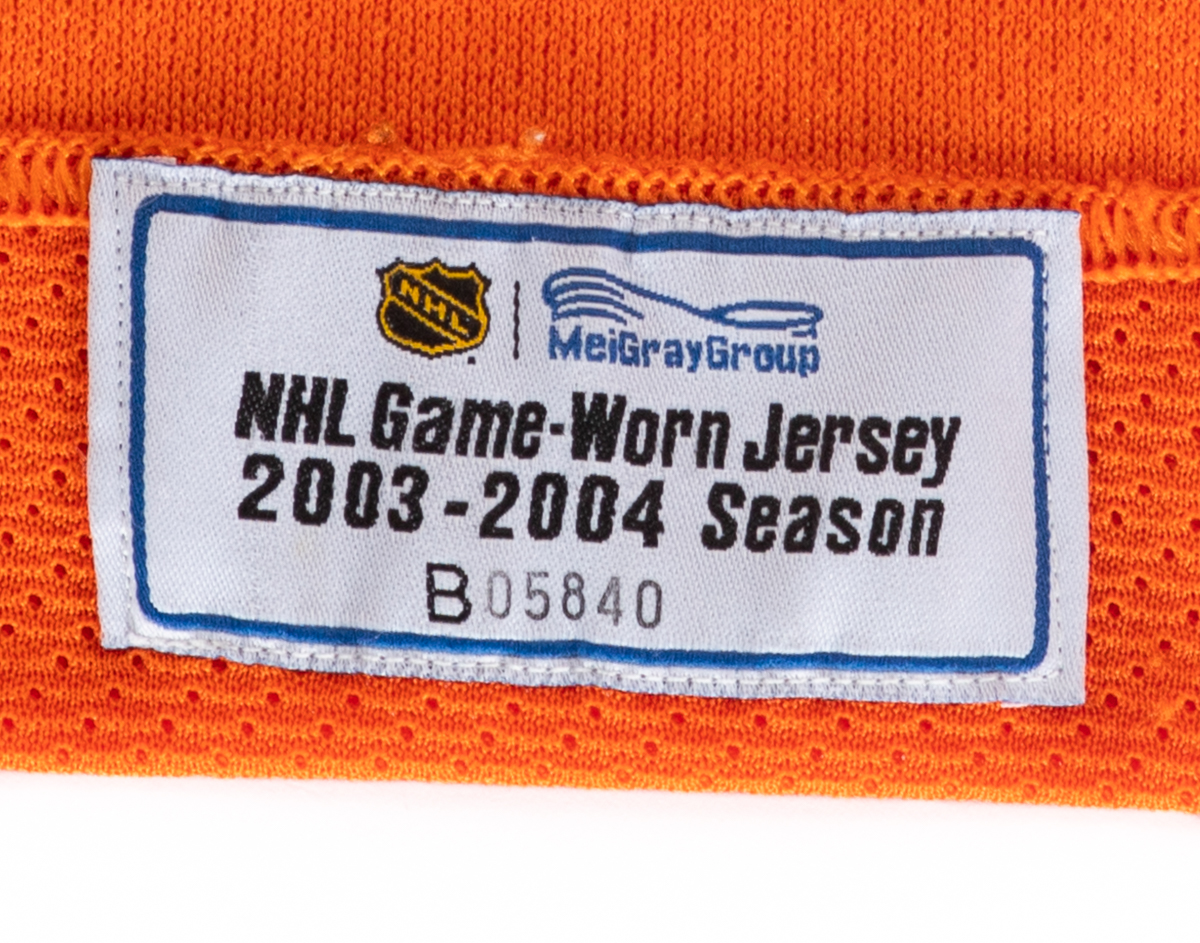 NHL
MeiGrayGroup
NHL Game-Worn Jersey
2003-2004 Season
B05840